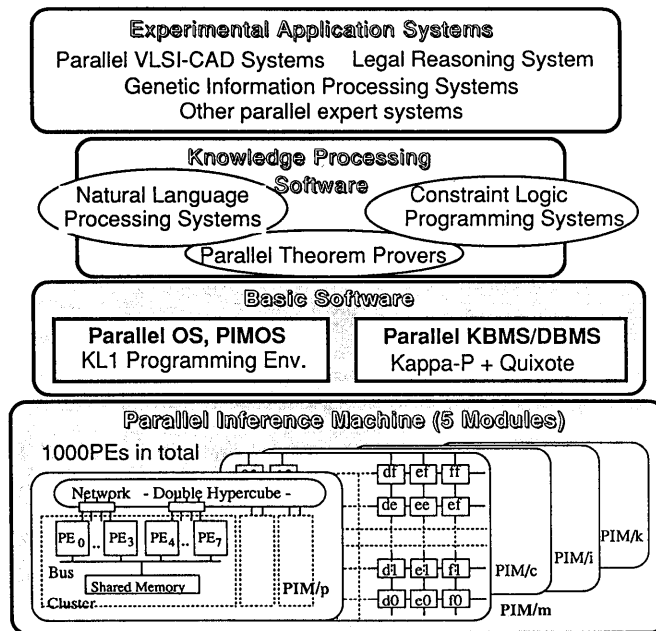 Experimental Application Systems
Parallel VLSI-CAD Systems Legal Reasoning System
Genetic Information Processing Systems
Other parallel expert systems
Knowledge Processing
Software
Natural Language
Processing Systems
Constraint Logic
Programming Systems
Parallel Theorem Provers
Basic Software
Parallel OS, PIMOS
KL1 Programming Env.
Parallel KBMS/DBMS
Kappa-P + Quixote
Parallel Inference Machine (5 Modules)
1000PEs in total
Network - Double Hypercube -
PE0 .. PE3 PE4 .. PE7
Bus
Shared Memory
Cluster
PIM/p
df ef ff
de ee ef
d1 e1 f1
d0 e0 f0
PIM/m
PIM/c
PIM/i
PIM/k